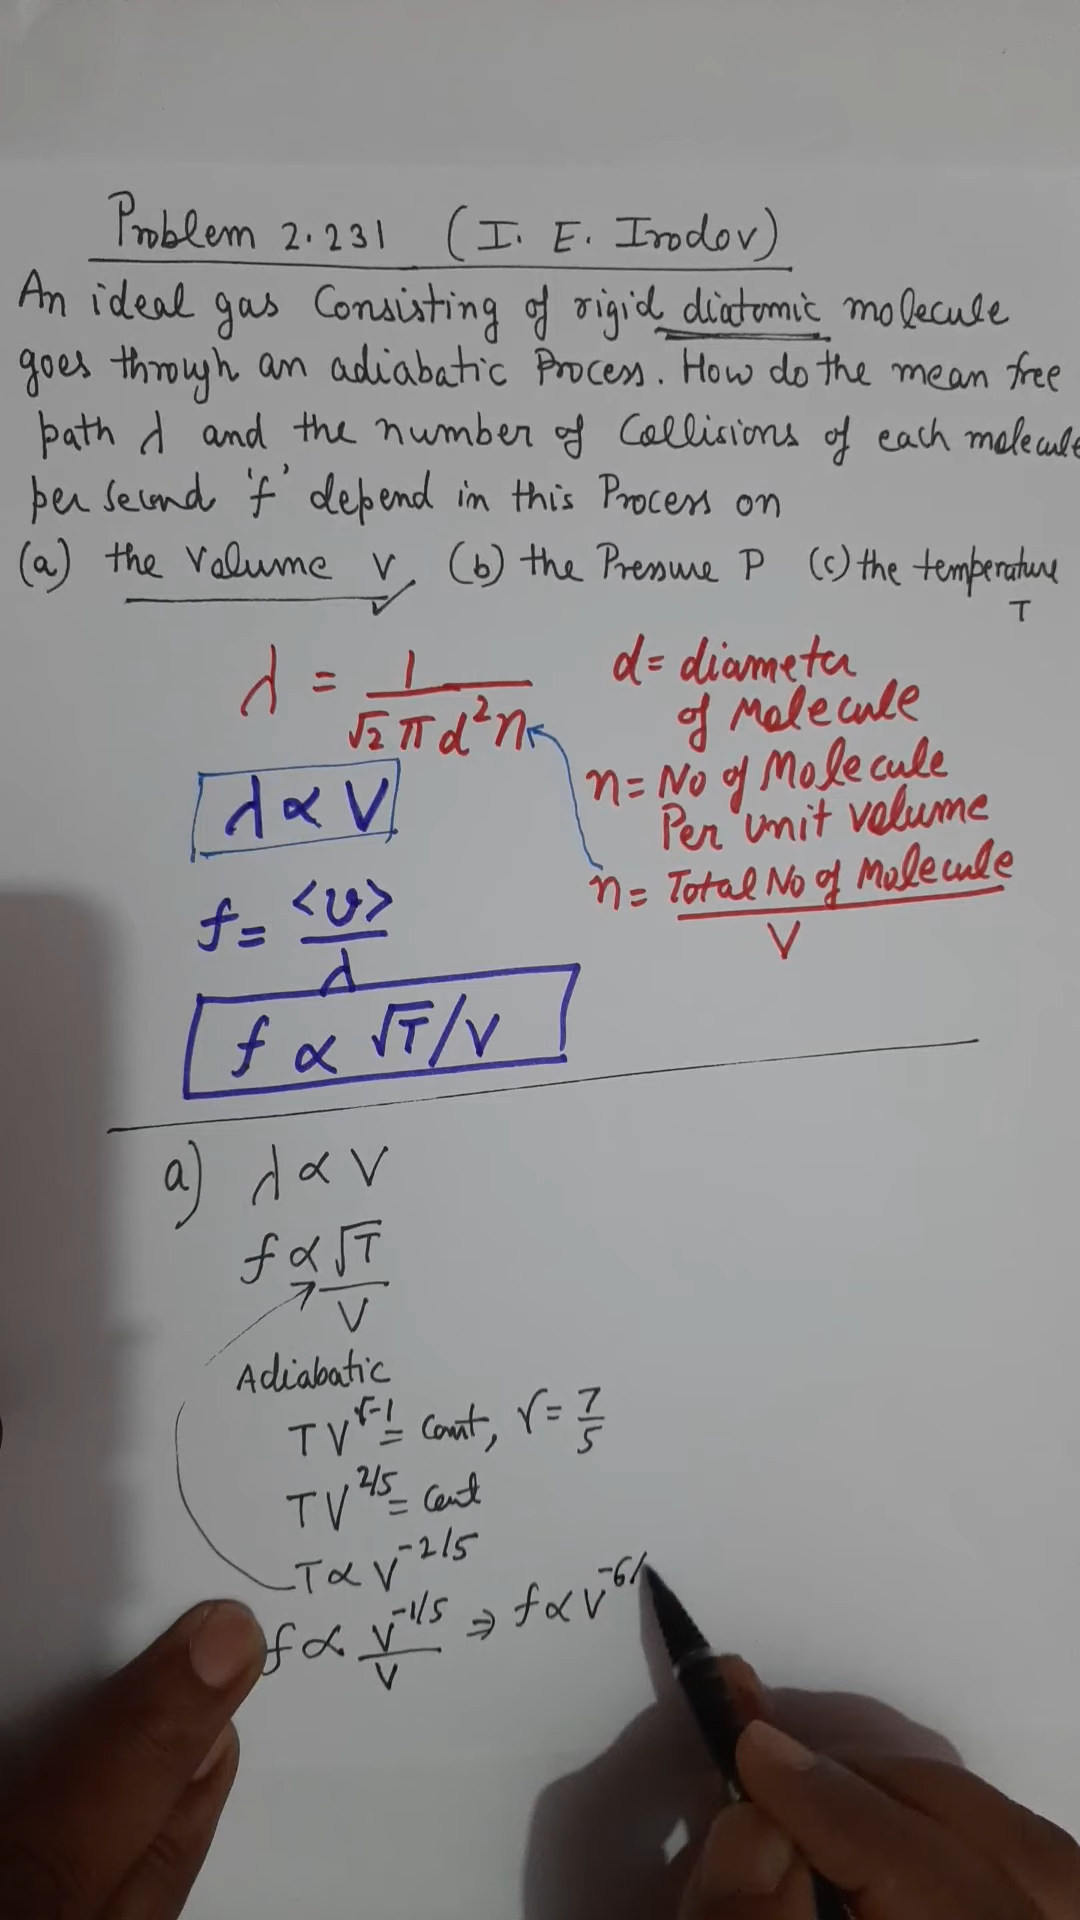 Problem 2.231 (I. E. Irodov)
An ideal gas Consisting of rigid diatomic molecule
goes through an adiabatic Process. How do the mean free
path λ and the number of Collisions of each molecule
per second 'f' depend in this Process on
(a) the Volume V (b) the Pressure P (c) the temperature
T
λ = 1/(√2 π d² n)
d = diameter
of Molecule
n = No of Molecule
Per unit volume
n = Total No of Molecule / V
λ ∝ V
f = <v>/λ
f ∝ √T/V
a) λ ∝ V
f ∝ √T/V
Adiabatic
TV^γ-1 = Const, γ = 7/5
TV^2/5 = Const
T ∝ V^-2/5
f ∝ V^-1/5 / V ⇒ f ∝ V^-6/